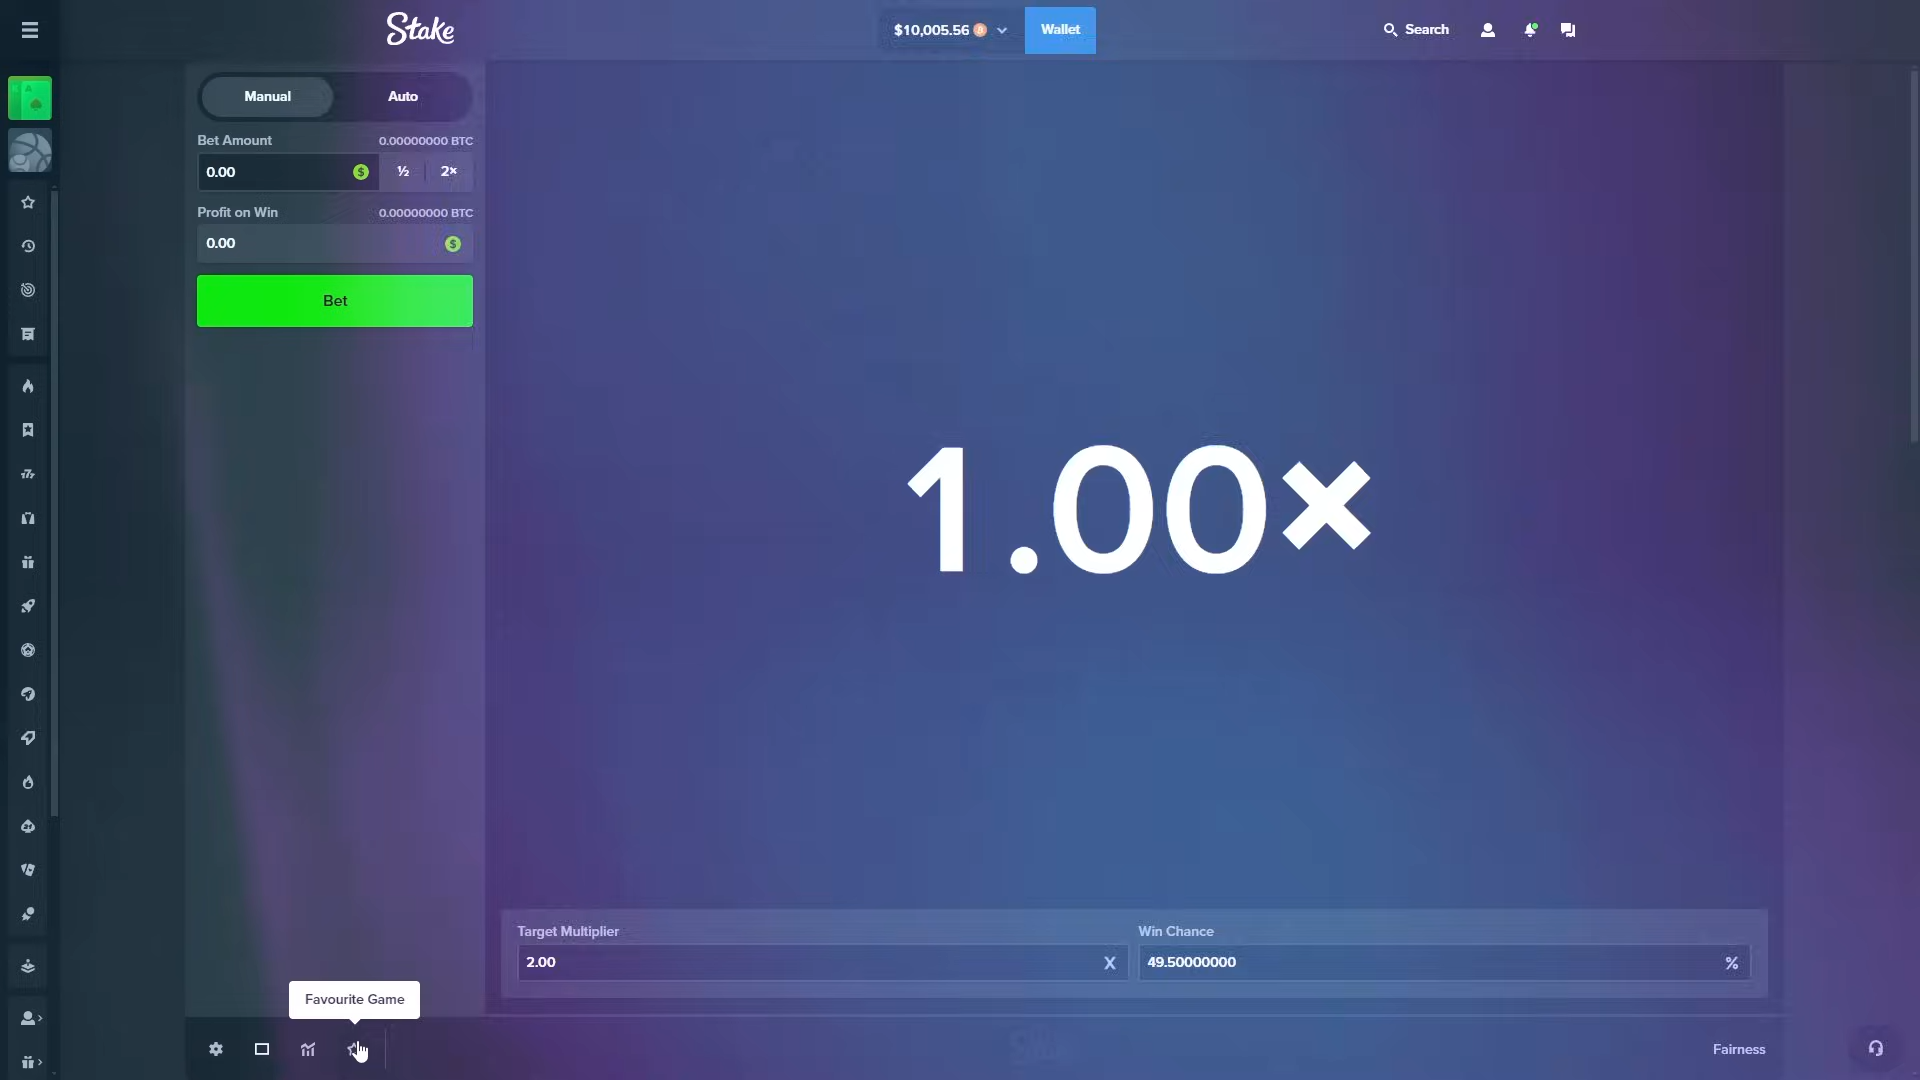 Stake
$10,005.56
Wallet
Search
Manual
Auto
Bet Amount
0.00000000 BTC
0.00
$
½
2×
Profit on Win
0.00000000 BTC
0.00
$
Bet
1.00×
Target Multiplier
2.00
X
Win Chance
49.50000000
%
Favourite Game
Fairness